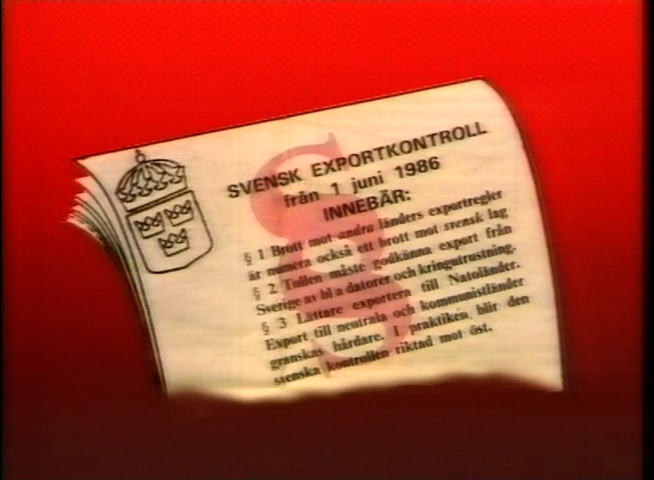 SVENSK EXPORTKONTROLL
från 1 juni 1986
INNEBÄR:
§ 1 Brott mot andra länders exportregler
är numera också ett brott mot svensk lag
§ 2 Tullen måste godkänna export från
Sverige av bl a datorer och kringutrustning.
§ 3 Lättare exportera till Natoländer.
Export till neutrala och kommunistländer
granskas hårdare. I praktiken blir den
svenska kontrollen riktad mot öst.
§